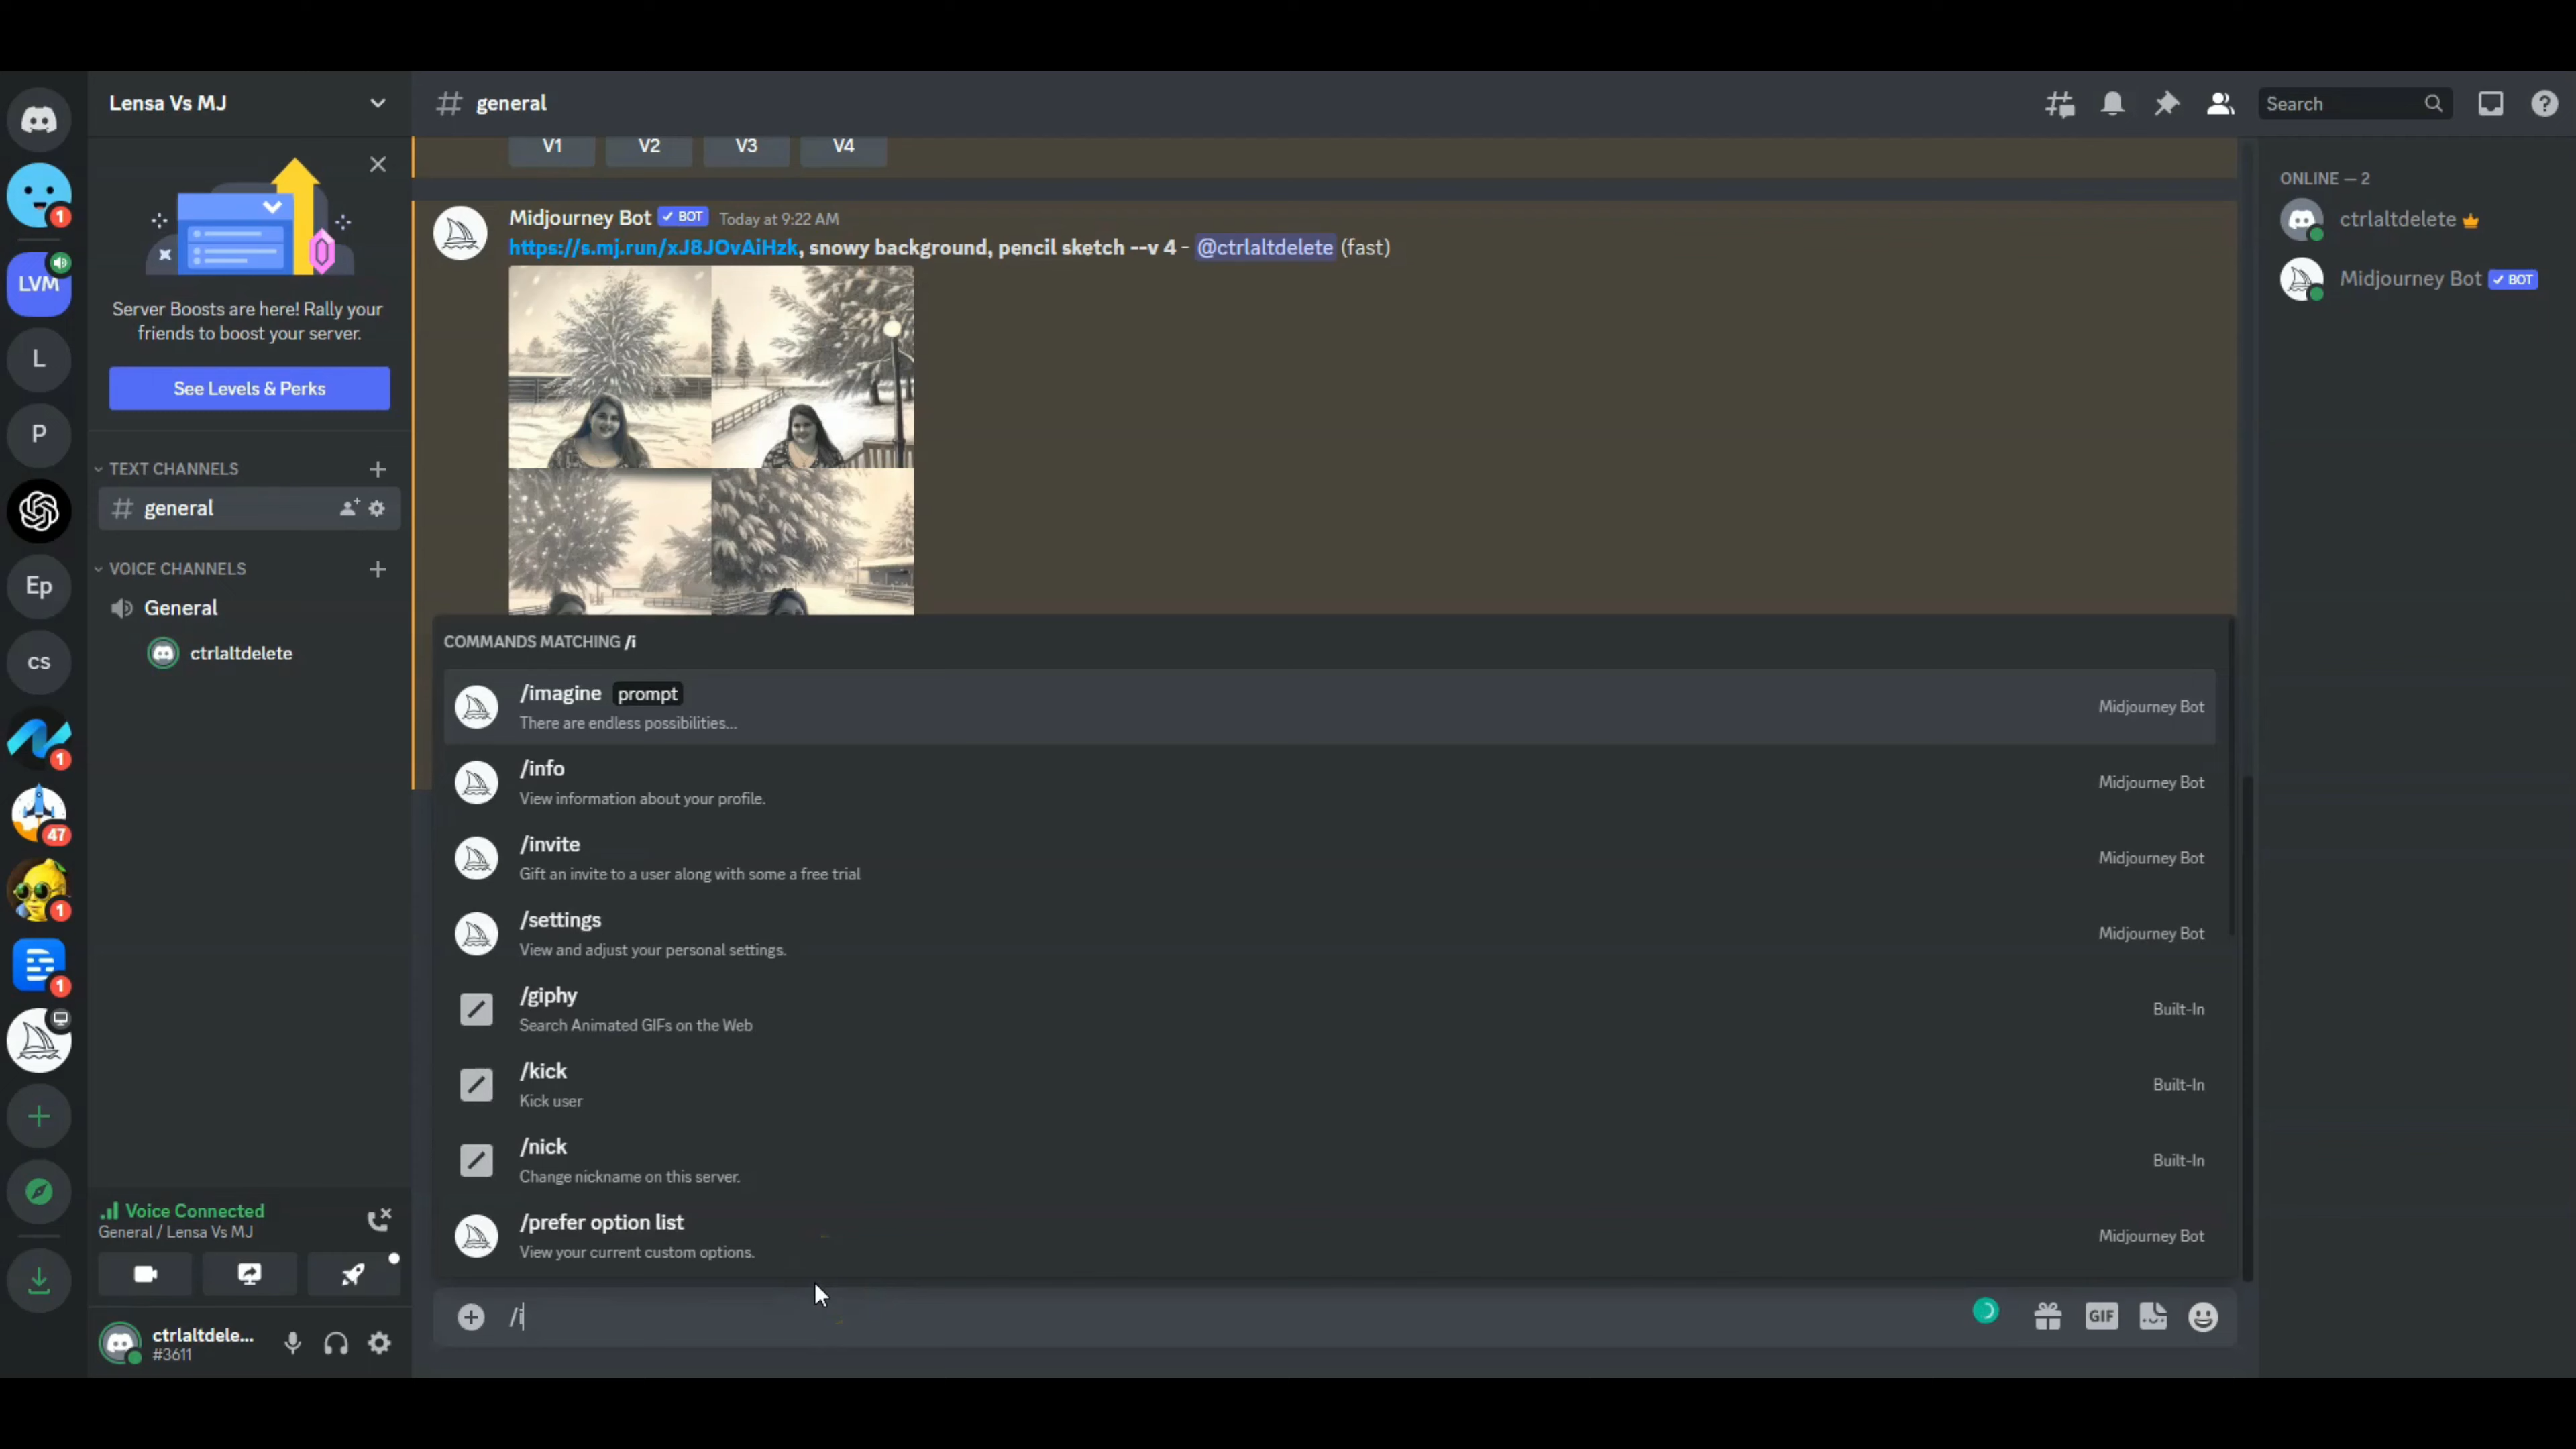 Lensa Vs MJ
general
Search
V1 V2 V3 V4
ONLINE — 2
ctrlaltdelete
Midjourney Bot ✓ BOT
1
LVM
L
P
Ep
cs
1
47
1
1
Server Boosts are here! Rally your
friends to boost your server.
See Levels & Perks
TEXT CHANNELS
general
VOICE CHANNELS
General
ctrlaltdelete
Voice Connected
General / Lensa Vs MJ
ctrlaltdele...
#3611
Midjourney Bot ✓ BOT Today at 9:22 AM
https://s.mj.run/xJ8JOvAiHzk, snowy background, pencil sketch --v 4 - @ctrlaltdelete (fast)
COMMANDS MATCHING /i
/imagine prompt
There are endless possibilities...
Midjourney Bot
/info
View information about your profile.
Midjourney Bot
/invite
Gift an invite to a user along with some a free trial
Midjourney Bot
/settings
View and adjust your personal settings.
Midjourney Bot
/giphy
Search Animated GIFs on the Web
Built-In
/kick
Kick user
Built-In
/nick
Change nickname on this server.
Built-In
/prefer option list
View your current custom options.
Midjourney Bot
/i
GIF